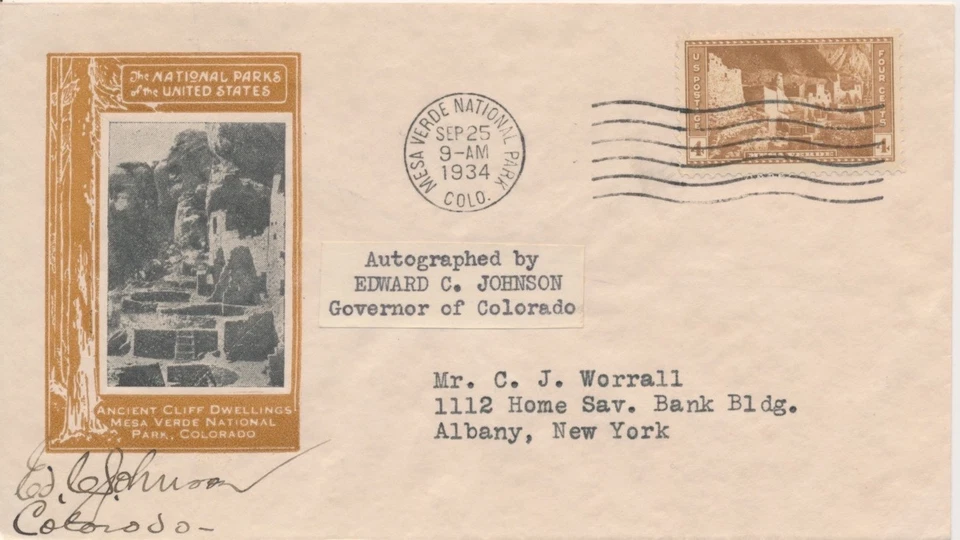 The NATIONAL PARKS
of the UNITED STATES
ANCIENT CLIFF DWELLINGS
MESA VERDE NATIONAL
PARK, COLORADO
MESA VERDE NATIONAL PARK
SEP 25
9-AM
1934
COLO.
U.S. POSTAGE
FOUR CENTS
4 4
Autographed by
EDWARD C. JOHNSON
Governor of Colorado
Mr. C. J. Worrall
1112 Home Sav. Bank Bldg.
Albany, New York
Ed. C. Johnson
Colorado-